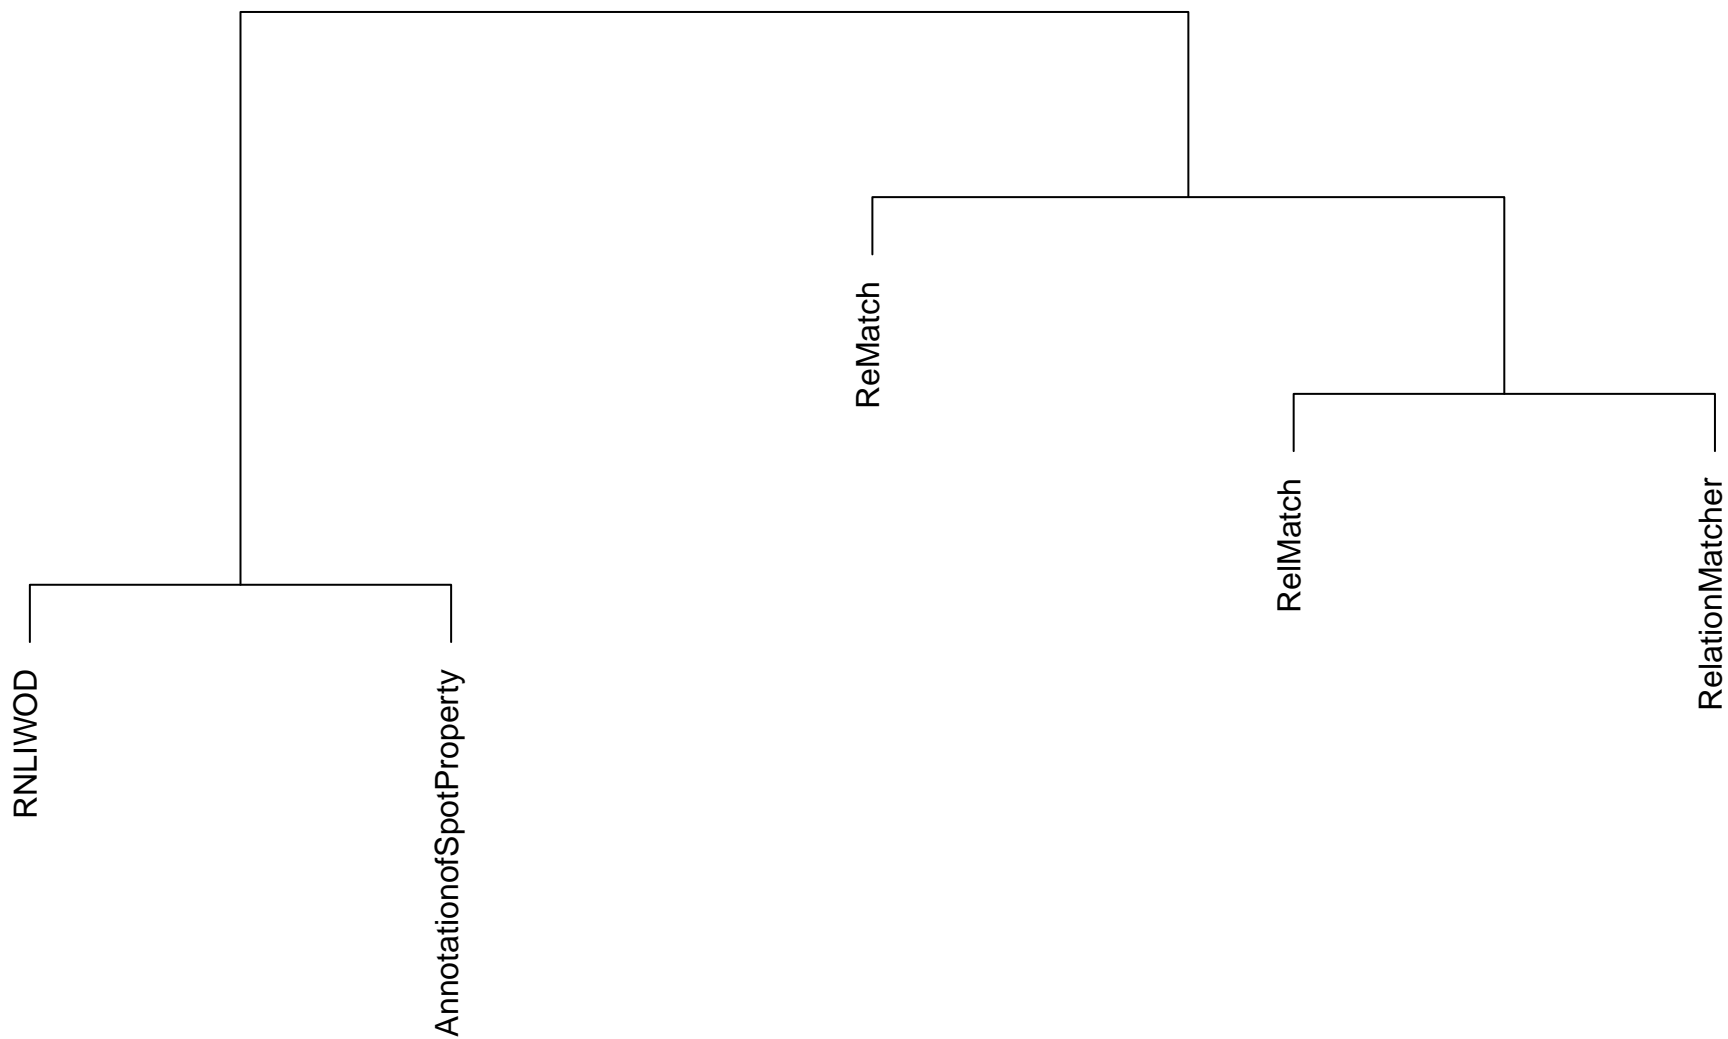 RNLIWOD
AnnotationofSpotProperty
ReMatch
RelMatch
RelationMatcher